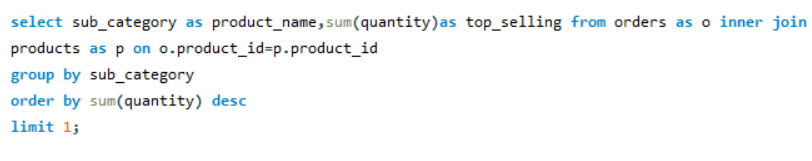 select sub_category as product_name,sum(quantity)as top_selling from orders as o inner join
products as p on o.product_id=p.product_id
group by sub_category
order by sum(quantity) desc
limit 1;